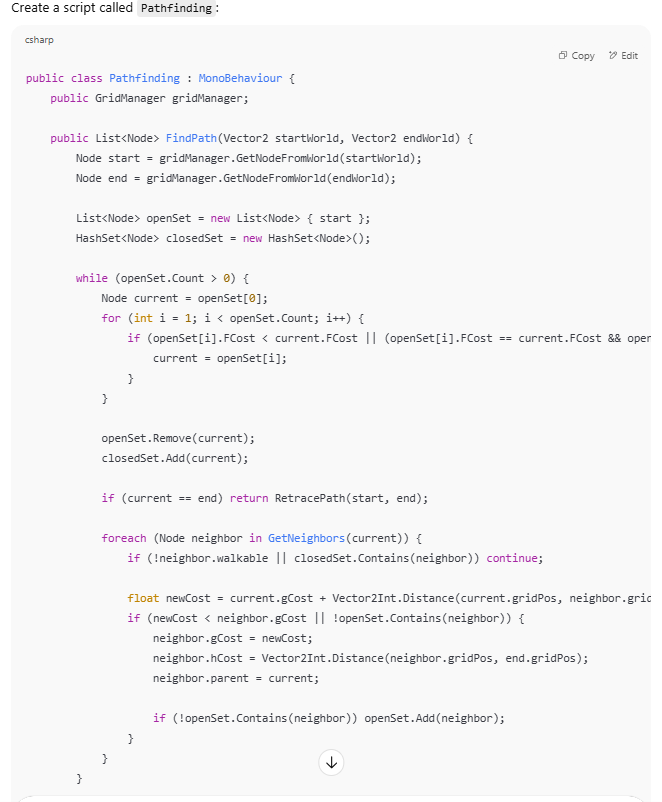 Create a script called Pathfinding:
csharp
Copy Edit
public class Pathfinding : MonoBehaviour {
    public GridManager gridManager;

    public List<Node> FindPath(Vector2 startWorld, Vector2 endWorld) {
        Node start = gridManager.GetNodeFromWorld(startWorld);
        Node end = gridManager.GetNodeFromWorld(endWorld);

        List<Node> openSet = new List<Node> { start };
        HashSet<Node> closedSet = new HashSet<Node>();

        while (openSet.Count > 0) {
            Node current = openSet[0];
            for (int i = 1; i < openSet.Count; i++) {
                if (openSet[i].FCost < current.FCost || (openSet[i].FCost == current.FCost && oper
                    current = openSet[i];
                }
            }

            openSet.Remove(current);
            closedSet.Add(current);

            if (current == end) return RetracePath(start, end);

            foreach (Node neighbor in GetNeighbors(current)) {
                if (!neighbor.walkable || closedSet.Contains(neighbor)) continue;

                float newCost = current.gCost + Vector2Int.Distance(current.gridPos, neighbor.grid
                if (newCost < neighbor.gCost || !openSet.Contains(neighbor)) {
                    neighbor.gCost = newCost;
                    neighbor.hCost = Vector2Int.Distance(neighbor.gridPos, end.gridPos);
                    neighbor.parent = current;

                    if (!openSet.Contains(neighbor)) openSet.Add(neighbor);
                }
            }
        }